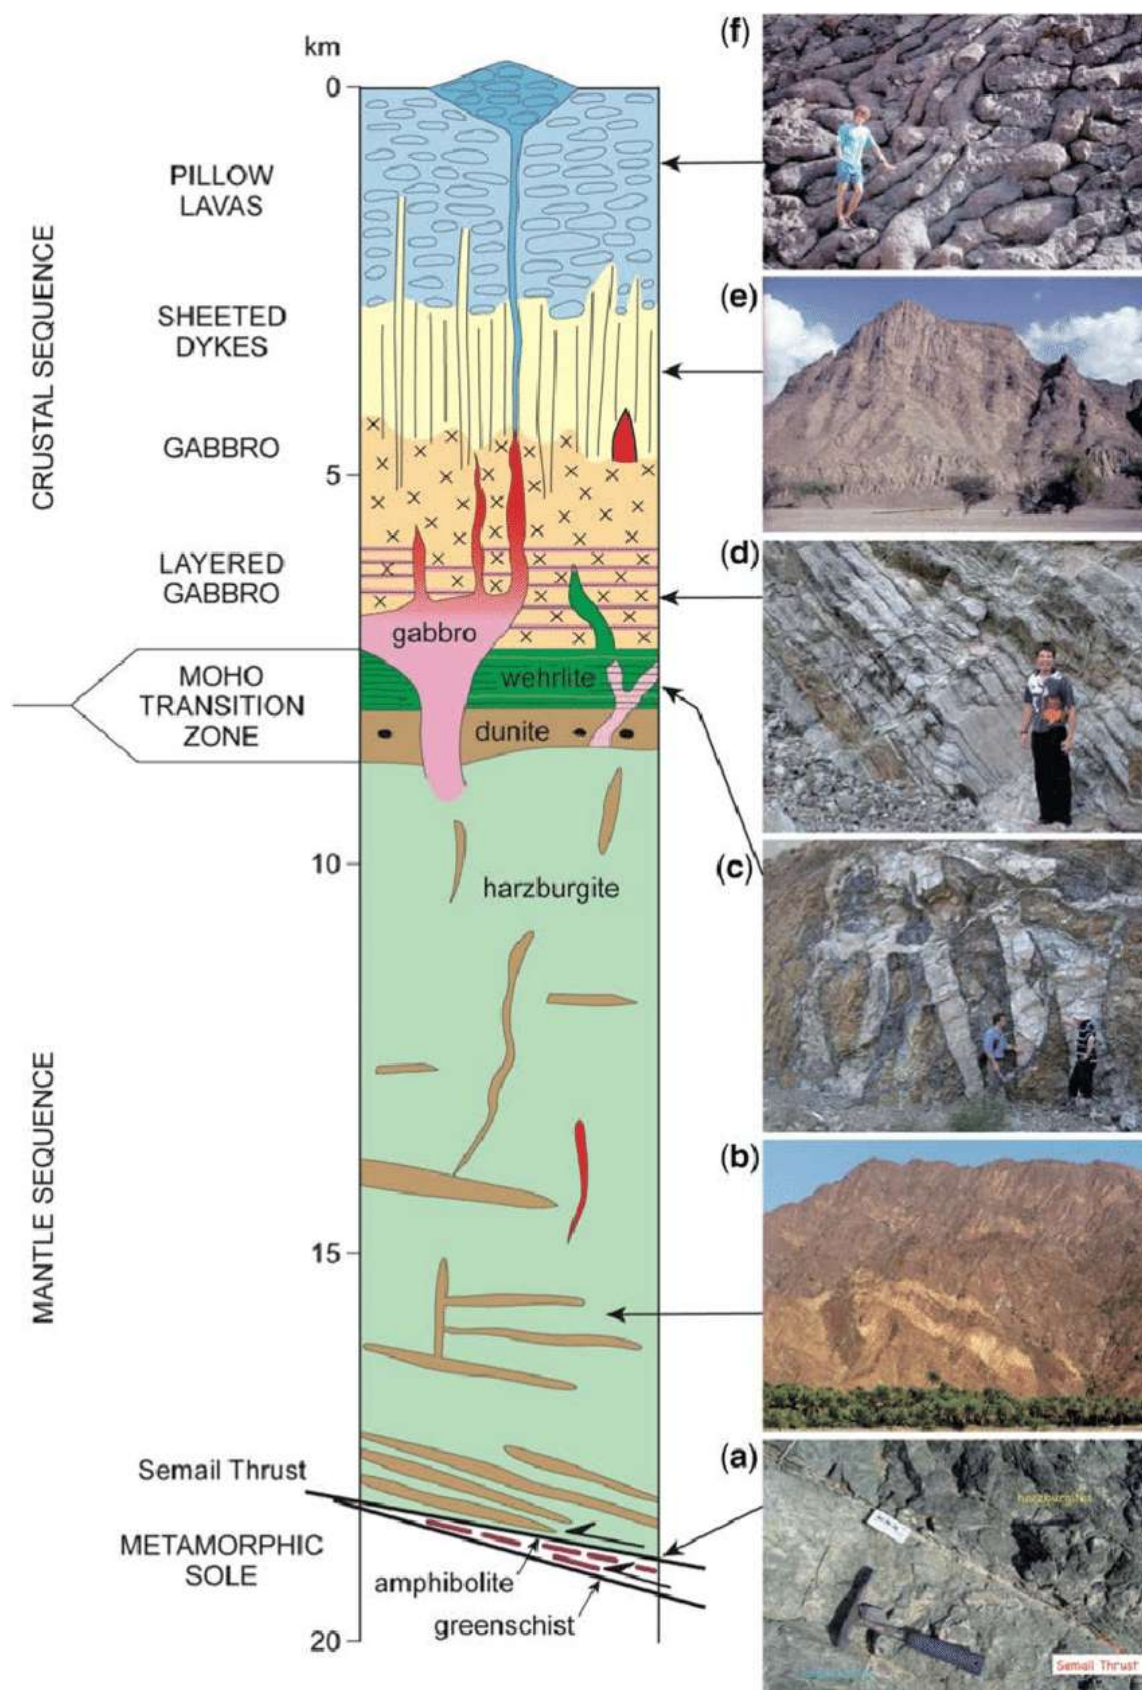 km
0
PILLOW
LAVAS
SHEETED
DYKES
GABBRO
5
LAYERED
GABBRO
gabbro
MOHO
TRANSITION
ZONE
wehrlite
dunite
10
harzburgite
15
Semail Thrust
METAMORPHIC
SOLE
amphibolite
greenschist
20
CRUSTAL SEQUENCE
MANTLE SEQUENCE
(f)
(e)
(d)
(c)
(b)
(a)
harzburgites
Semail Thrust